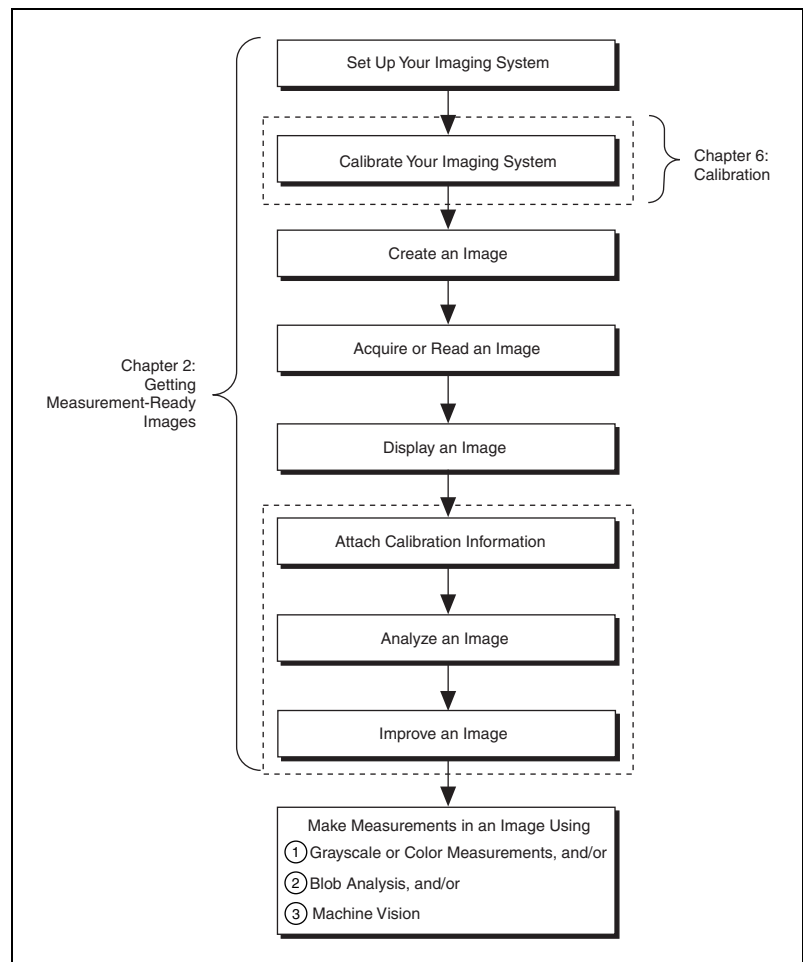 Set Up Your Imaging System
Calibrate Your Imaging System
Chapter 6:
Calibration
Create an Image
Acquire or Read an Image
Chapter 2:
Getting
Measurement-Ready
Images
Display an Image
Attach Calibration Information
Analyze an Image
Improve an Image
Make Measurements in an Image Using
1 Grayscale or Color Measurements, and/or
2 Blob Analysis, and/or
3 Machine Vision